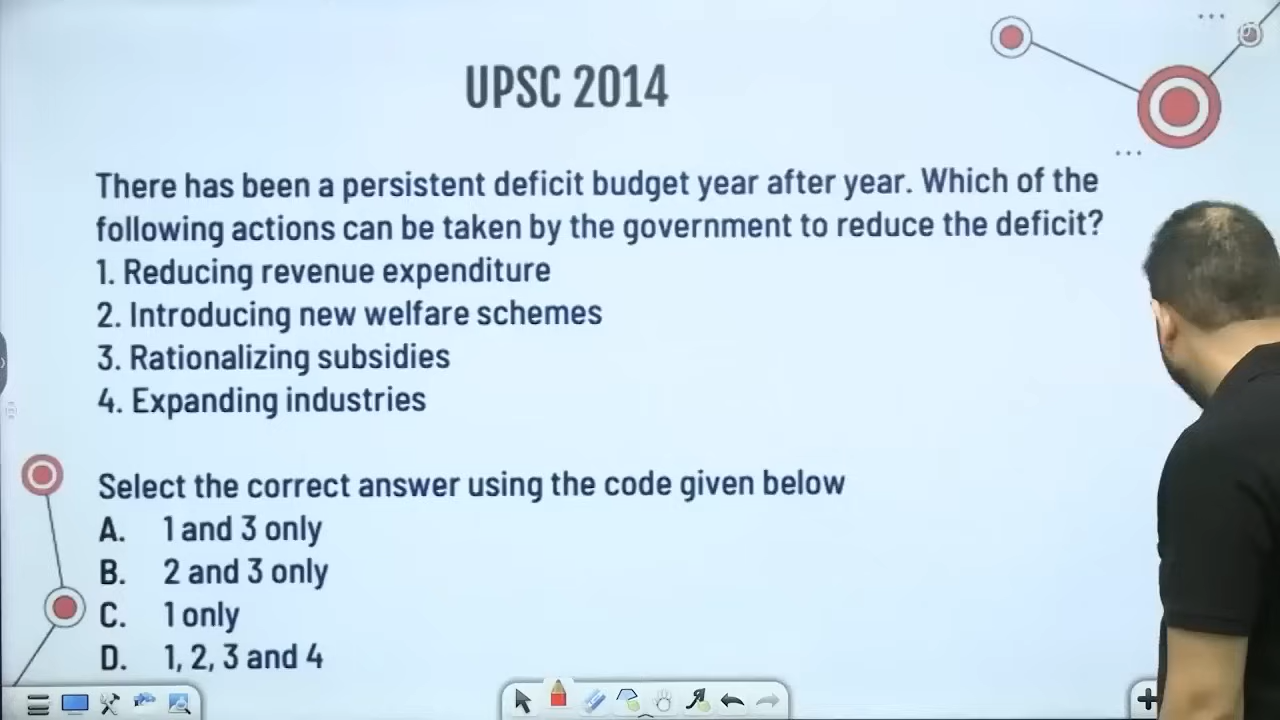 UPSC 2014
There has been a persistent deficit budget year after year. Which of the
following actions can be taken by the government to reduce the deficit?
1. Reducing revenue expenditure
2. Introducing new welfare schemes
3. Rationalizing subsidies
4. Expanding industries
Select the correct answer using the code given below
A. 1 and 3 only
B. 2 and 3 only
C. 1 only
D. 1, 2, 3 and 4